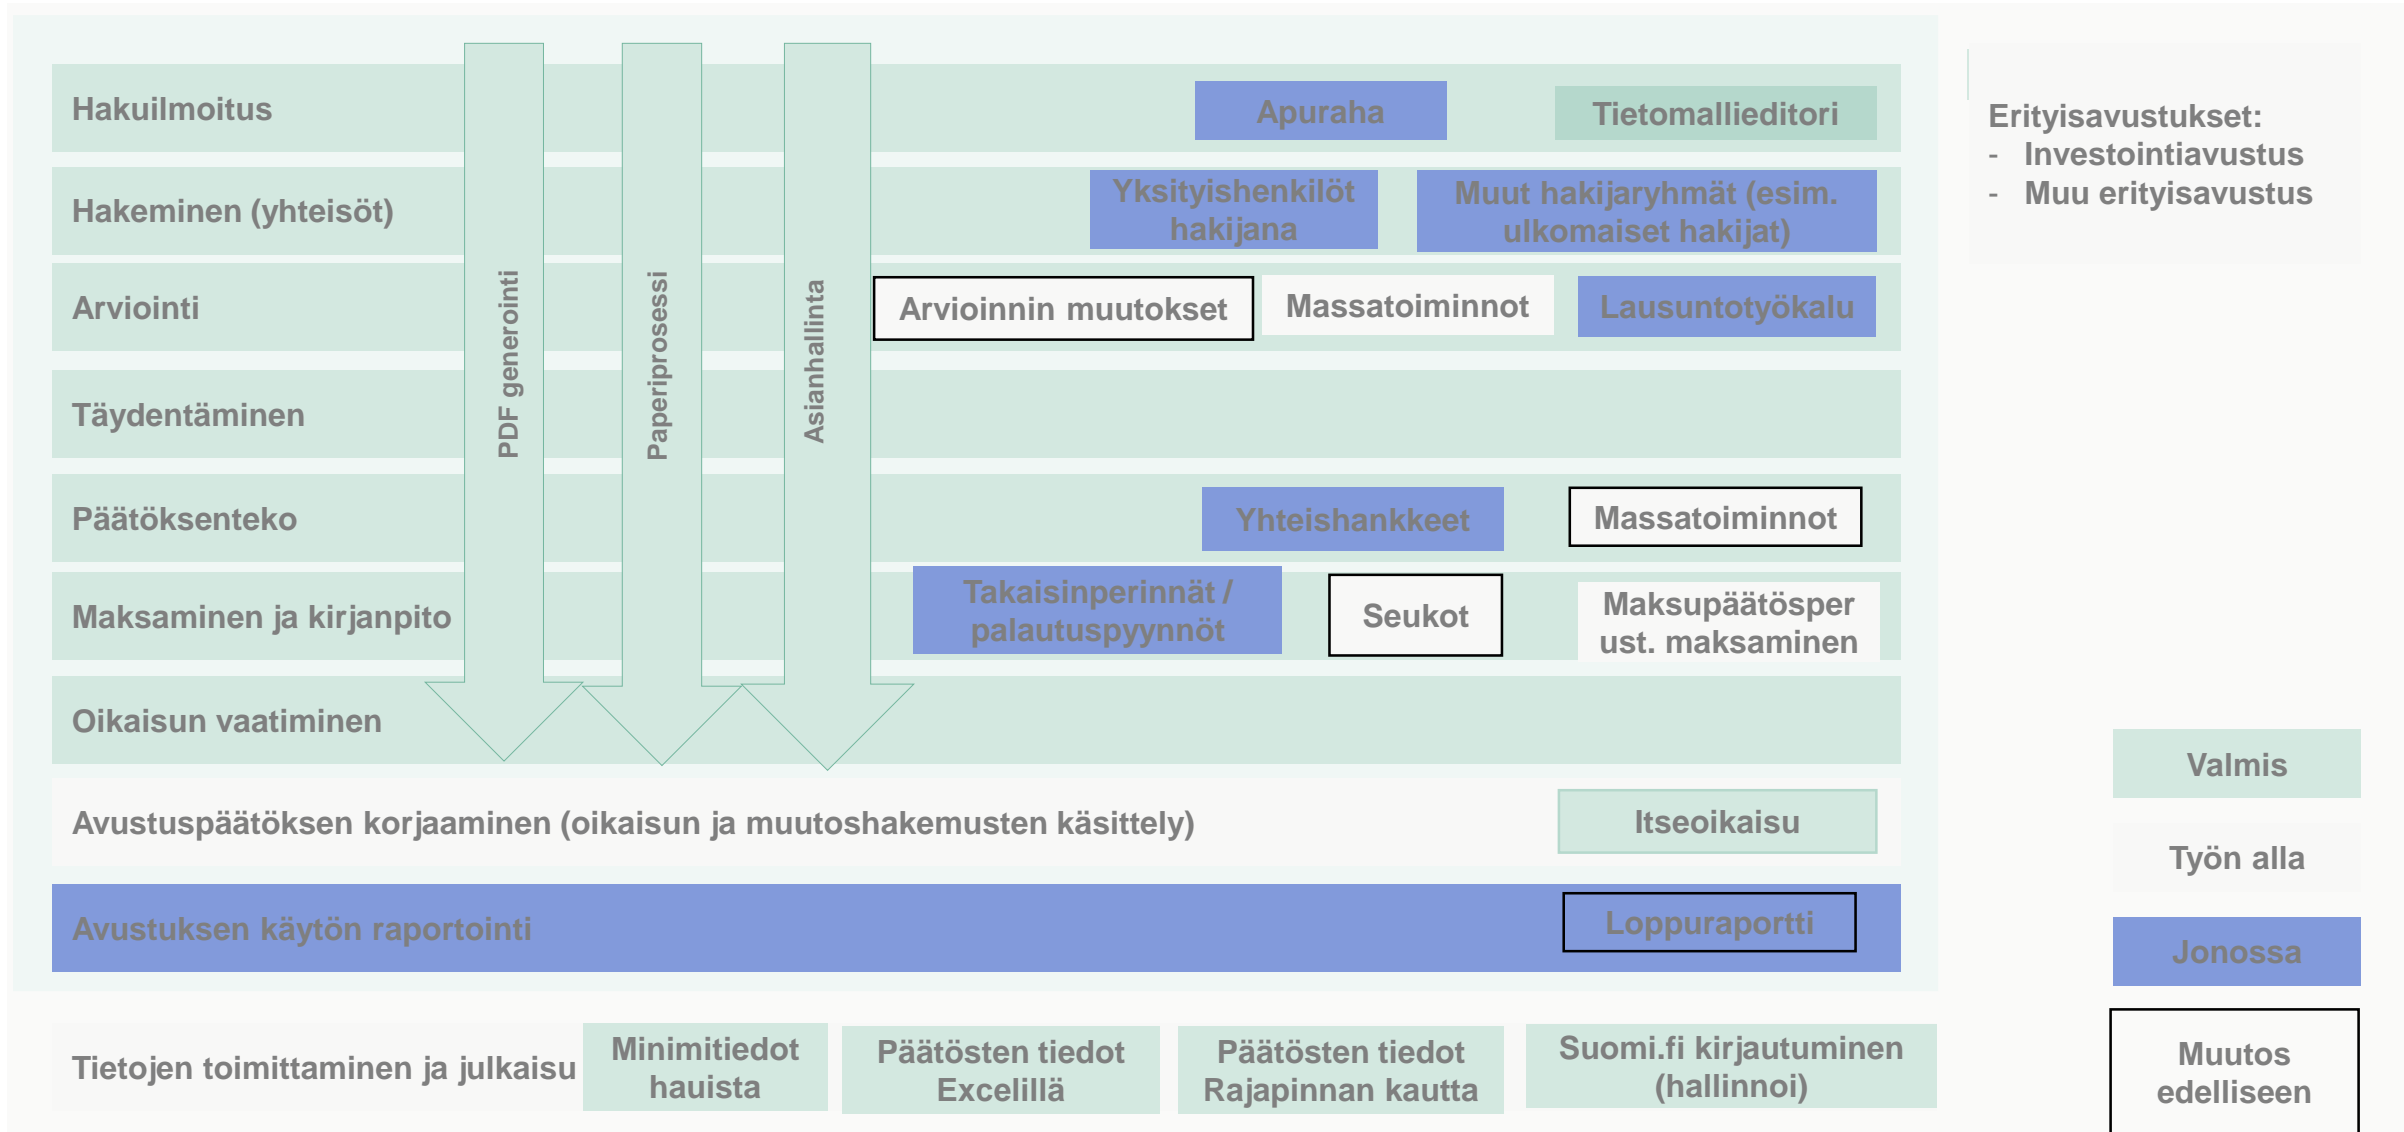 Hakuilmoitus
Apuraha
Tietomallieditori
Hakeminen (yhteisöt)
Yksityishenkilöt
hakijana
Muut hakijaryhmät (esim.
ulkomaiset hakijat)
Arviointi
Arvioinnin muutokset
Massatoiminnot
Lausuntotyökalu
Täydentäminen
Päätöksenteko
Yhteishankkeet
Massatoiminnot
Maksaminen ja kirjanpito
Takaisinperinnät /
palautuspyynnöt
Seukot
Maksupäätösper
ust. maksaminen
Oikaisun vaatiminen
Avustuspäätöksen korjaaminen (oikaisun ja muutoshakemusten käsittely)
Itseoikaisu
Avustuksen käytön raportointi
Loppuraportti
Tietojen toimittaminen ja julkaisu
Minimitiedot
hauista
Päätösten tiedot
Excelillä
Päätösten tiedot
Rajapinnan kautta
Suomi.fi kirjautuminen
(hallinnoi)
PDF generointi
Paperiprosessi
Asianhallinta
Erityisavustukset:
- Investointiavustus
- Muu erityisavustus
Valmis
Työn alla
Jonossa
Muutos
edelliseen